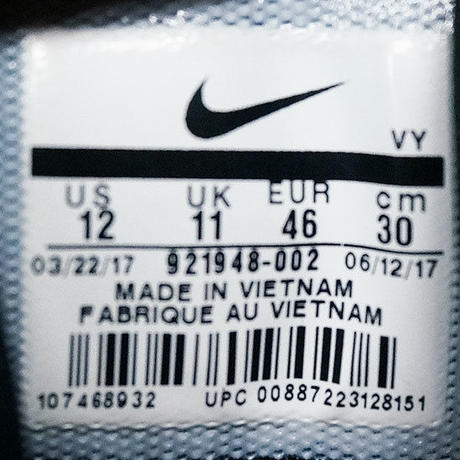 VY
US UK EUR cm
12 11 46 30
03/22/17 921948-002 06/12/17
MADE IN VIETNAM
FABRIQUE AU VIETNAM
107468932 UPC 00887223128151